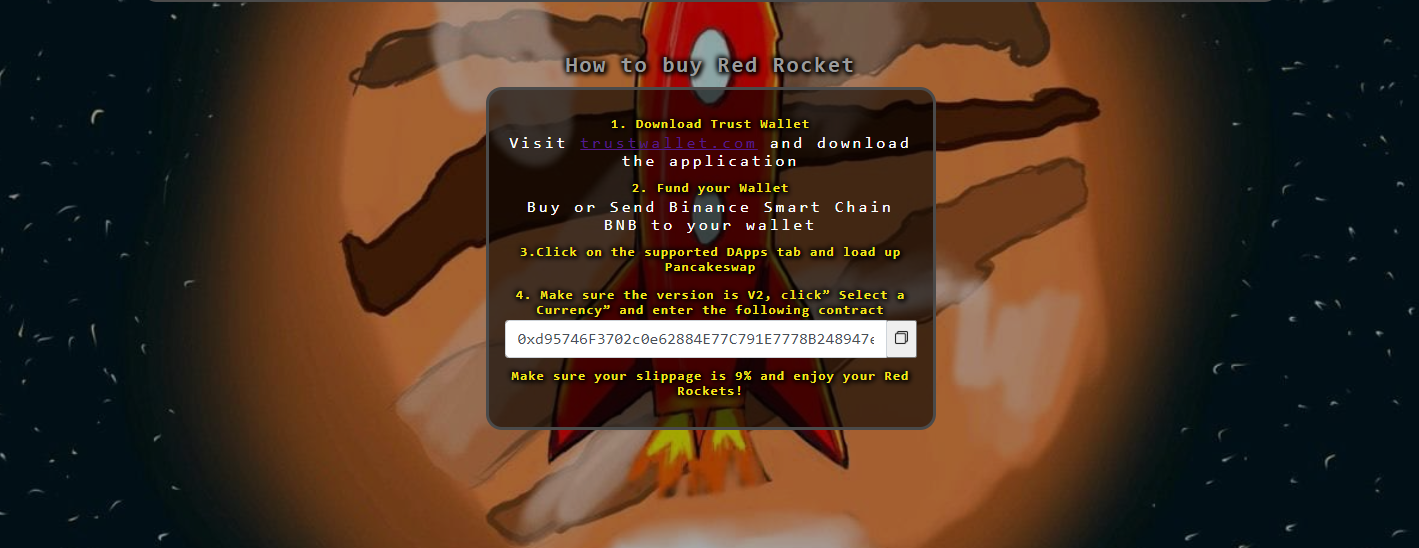 How to buy Red Rocket
1. Download Trust Wallet
Visit trustwallet.com and download
the application
2. Fund your Wallet
Buy or Send Binance Smart Chain
BNB to your wallet
3.Click on the supported DApps tab and load up
Pancakeswap
4. Make sure the version is V2, click” Select a
Currency” and enter the following contract
0xd95746F3702c0e62884E77C791E7778B248947e
Make sure your slippage is 9% and enjoy your Red
Rockets!